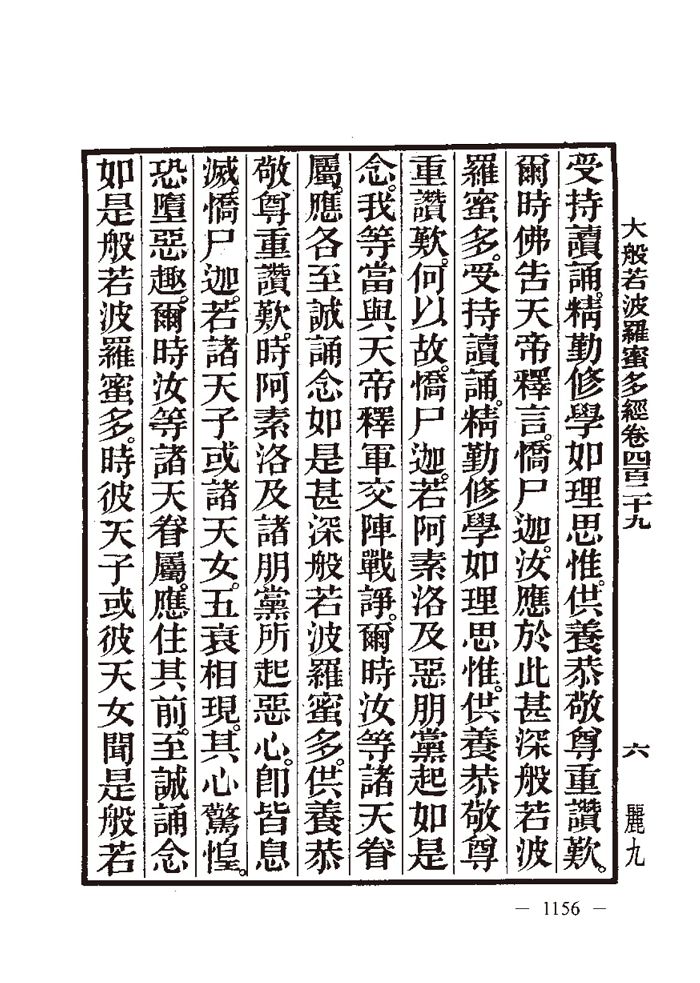 大般若波羅蜜多經卷四百二十九　六　麗九
受持讀誦。精勤修學如理思惟。供養恭敬尊重讚歎。
爾時佛告天帝釋言。憍尸迦。汝應於此甚深般若波
羅蜜多。受持讀誦。精勤修學如理思惟。供養恭敬尊
重讚歎。何以故。憍尸迦。若阿素洛及惡朋黨起如是
念。我等當與天帝釋軍交陣戰諍。爾時汝等諸天眷
屬。應各至誠誦念如是甚深般若波羅蜜多。供養恭
敬尊重讚歎。時阿素洛及諸朋黨所起惡心。卽皆息
滅。憍尸迦。若諸天子或諸天女。五衰相現。其心驚惶。
恐墮惡趣。爾時汝等諸天眷屬。應住其前。至誠誦念
如是般若波羅蜜多。時彼天子或彼天女聞是般若
— 1156 —